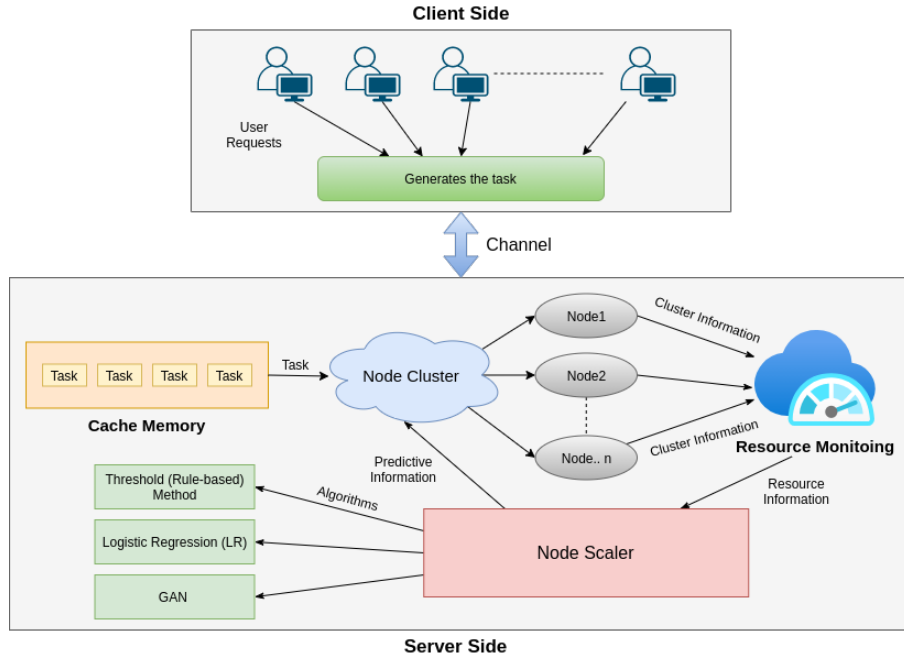 Client Side
User
Requests
Generates the task
Channel
Node1
Cluster Information
Task
Task
Task
Task
Task
Node Cluster
Node2
Cache Memory
Cluster Information
Resource Monitoing
Node.. n
Predictive
Information
Resource
Information
Threshold (Rule-based)
Method
Algorithms
Logistic Regression (LR)
Node Scaler
GAN
Server Side